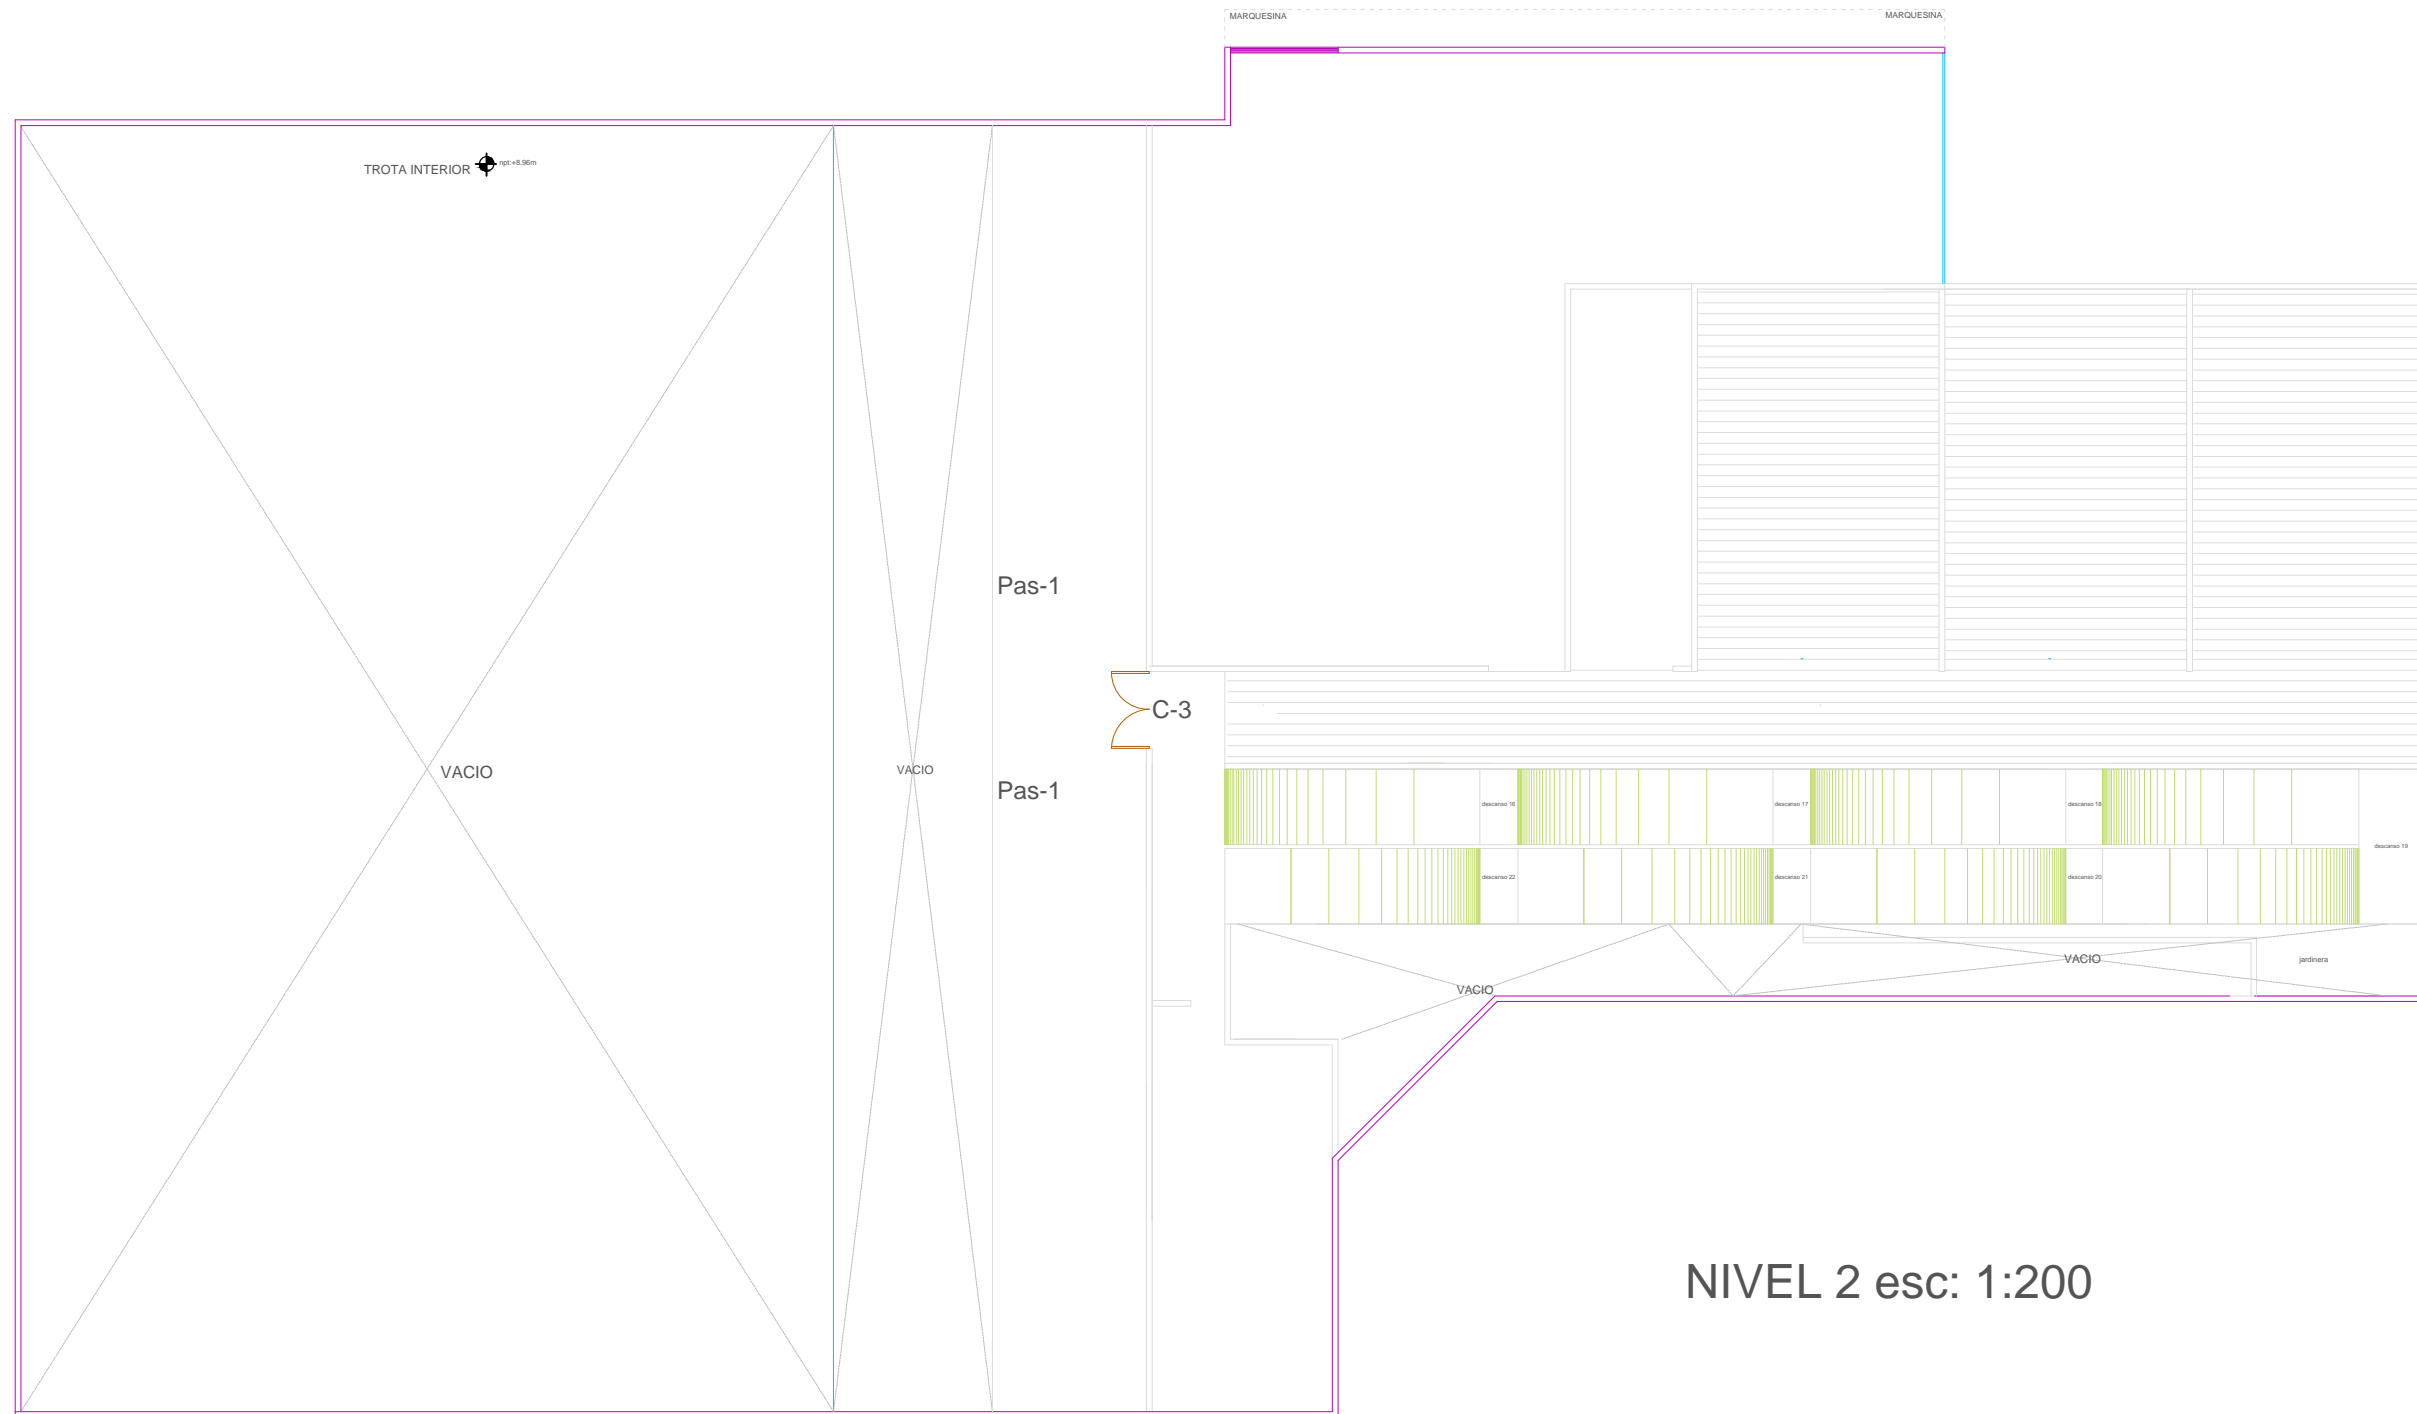 MARQUESINA
MARQUESINA
TROTA INTERIOR
npt:+8.96m
Pas-1
C-3
VACIO
VACIO
Pas-1
descanso 16
descanso 17
descanso 18
descanso 19
descanso 22
descanso 21
descanso 20
VACIO
VACIO
jardinera
NIVEL 2 esc: 1:200